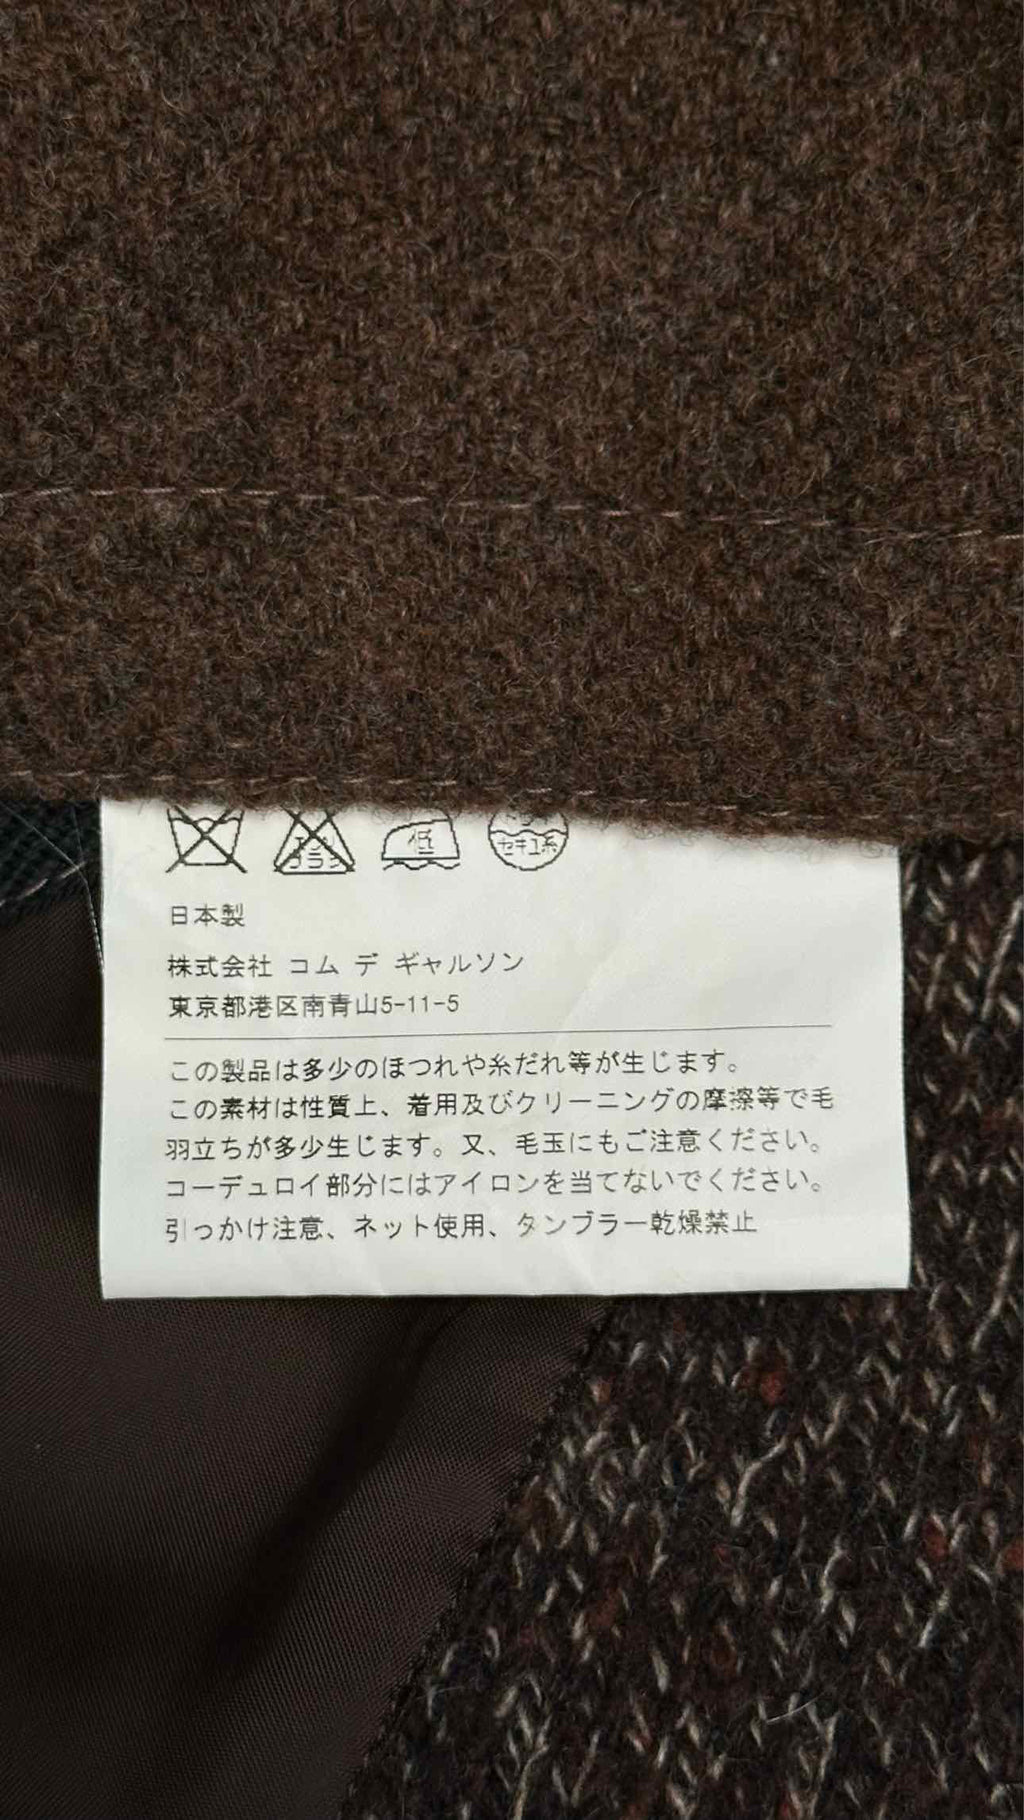 低
セキユ系
日本製
株式会社 コム デ ギャルソン
東京都港区南青山5-11-5
この製品は多少のほつれや糸だれ等が生じます。
この素材は性質上、着用及びクリーニングの摩擦等で毛
羽立ちが多少生じます。又、毛玉にもご注意ください。
コーデュロイ部分にはアイロンを当てないでください。
引っかけ注意、ネット使用、タンブラー乾燥禁止